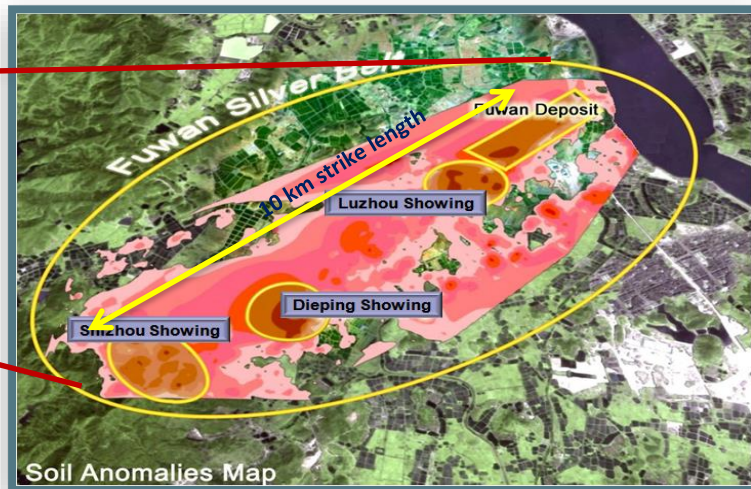 Fuwan Silver Belt
Fuwan Deposit
10 km strike length
Luzhou Showing
Dieping Showing
Shizhou Showing
Soil Anomalies Map